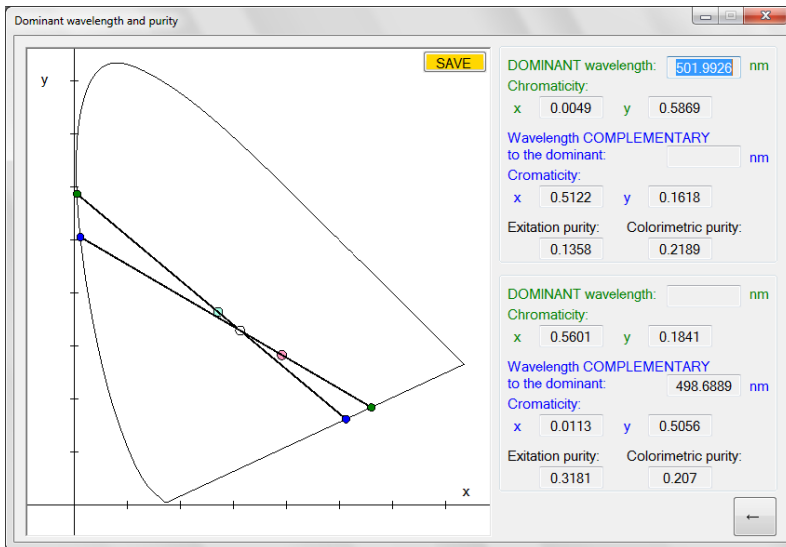 Dominant wavelength and purity
SAVE
y
x
DOMINANT wavelength: 501.9926 nm
Chromaticity:
x 0.0049 y 0.5869
Wavelength COMPLEMENTARY
to the dominant: nm
Cromaticity:
x 0.5122 y 0.1618
Exitation purity: Colorimetric purity:
0.1358 0.2189
DOMINANT wavelength: nm
Chromaticity:
x 0.5601 y 0.1841
Wavelength COMPLEMENTARY
to the dominant: 498.6889 nm
Cromaticity:
x 0.0113 y 0.5056
Exitation purity: Colorimetric purity:
0.3181 0.207
←